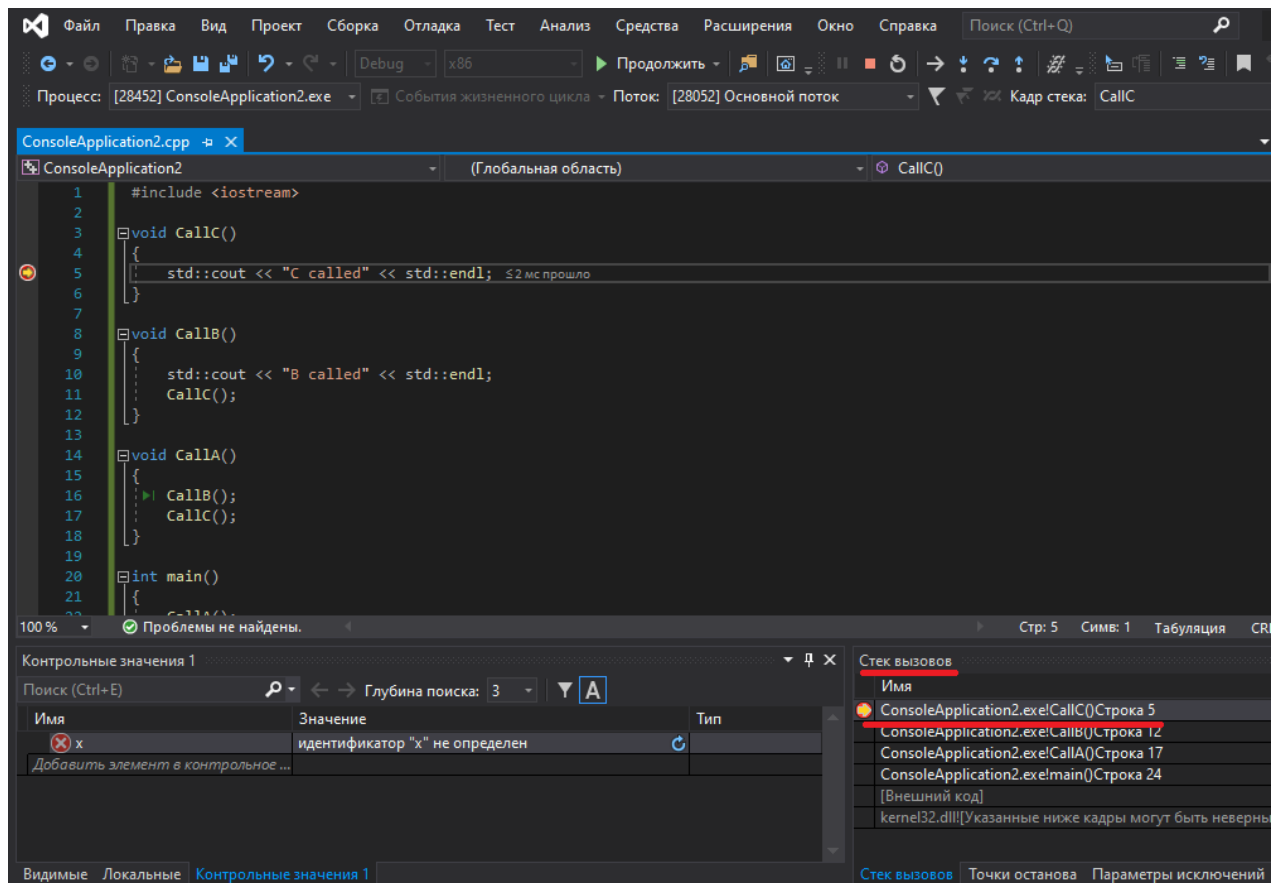 Файл Правка Вид Проект Сборка Отладка Тест Анализ Средства Расширения Окно Справка Поиск (Ctrl+Q)
Debug x86 Продолжить
Процесс: [28452] ConsoleApplication2.exe События жизненного цикла Поток: [28052] Основной поток Кадр стека: CallC
ConsoleApplication2.cpp
ConsoleApplication2 (Глобальная область) CallC()
1 #include <iostream>
2
3 void CallC()
4 {
5 std::cout << "C called" << std::endl; ≤2 мс прошло
6 }
7
8 void CallB()
9 {
10 std::cout << "B called" << std::endl;
11 CallC();
12 }
13
14 void CallA()
15 {
16 CallB();
17 CallC();
18 }
19
20 int main()
21 {
22 CallA();
100 % Проблемы не найдены. Стр: 5 Симв: 1 Табуляция
Контрольные значения 1
Поиск (Ctrl+E) Глубина поиска: 3 A
Имя Значение Тип
x идентификатор "x" не определен
Добавить элемент в контрольное ...
Видимые Локальные Контрольные значения 1
Стек вызовов
Имя
ConsoleApplication2.exe!CallC()Строка 5
ConsoleApplication2.exe!CallB()Строка 12
ConsoleApplication2.exe!CallA()Строка 17
ConsoleApplication2.exe!main()Строка 24
[Внешний код]
kernel32.dll![Указанные ниже кадры могут быть неверны
Стек вызовов Точки останова Параметры исключений